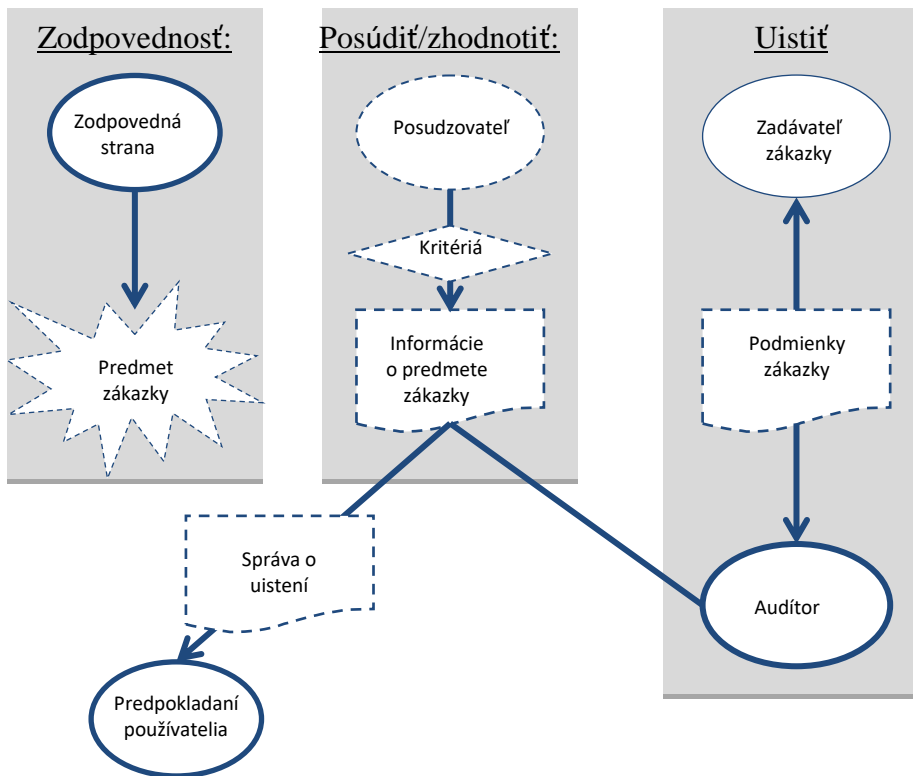 Zodpovednosť:
Zodpovedná
strana
Predmet
zákazky
Posúdiť/zhodnotiť:
Posudzovateľ
Kritériá
Informácie
o predmete
zákazky
Uistiť
Zadávateľ
zákazky
Podmienky
zákazky
Audítor
Správa o
uistení
Predpokladaní
používatelia